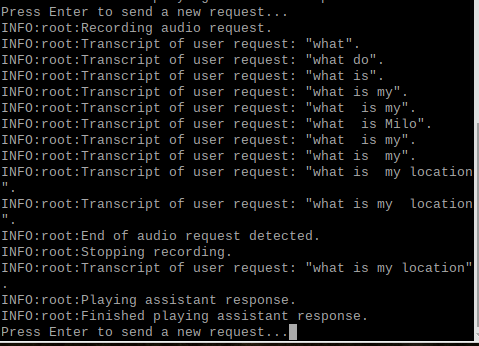 Press Enter to send a new request...
INFO:root:Recording audio request.
INFO:root:Transcript of user request: "what".
INFO:root:Transcript of user request: "what do".
INFO:root:Transcript of user request: "what is".
INFO:root:Transcript of user request: "what is my".
INFO:root:Transcript of user request: "what  is my".
INFO:root:Transcript of user request: "what  is Milo".
INFO:root:Transcript of user request: "what  is my".
INFO:root:Transcript of user request: "what is  my".
INFO:root:Transcript of user request: "what is  my location
".
INFO:root:Transcript of user request: "what is my  location
".
INFO:root:End of audio request detected.
INFO:root:Stopping recording.
INFO:root:Transcript of user request: "what is my location"
.
INFO:root:Playing assistant response.
INFO:root:Finished playing assistant response.
Press Enter to send a new request...